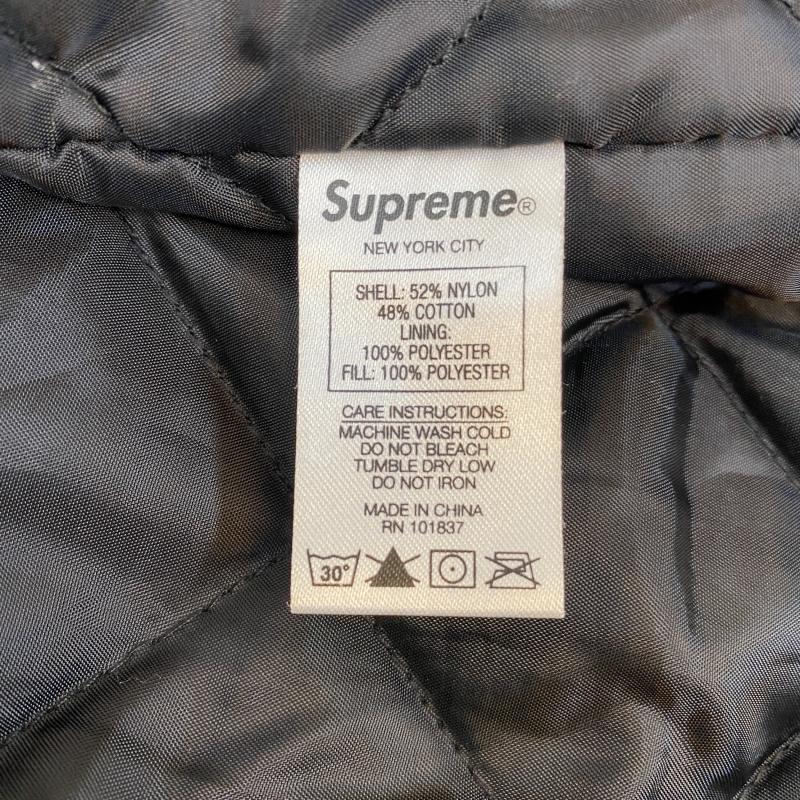 Supreme®
NEW YORK CITY
SHELL: 52% NYLON
48% COTTON
LINING:
100% POLYESTER
FILL: 100% POLYESTER
CARE INSTRUCTIONS:
MACHINE WASH COLD
DO NOT BLEACH
TUMBLE DRY LOW
DO NOT IRON
MADE IN CHINA
RN 101837
30°